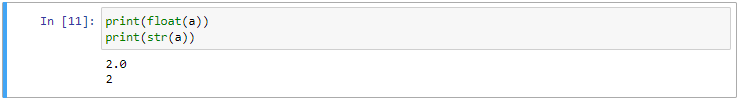 In [11]: print(float(a))
print(str(a))
2.0
2